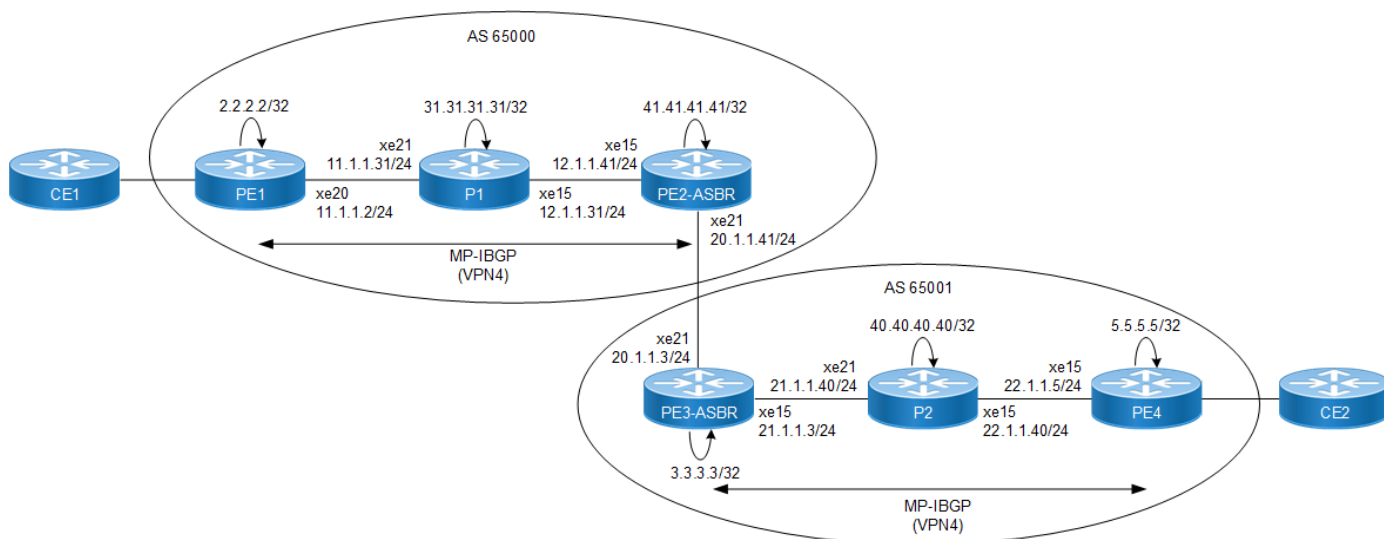 AS 65000
2.2.2.2/32
31.31.31.31/32
41.41.41.41/32
xe21
11.1.1.31/24
xe15
12.1.1.41/24
CE1
PE1
P1
PE2-ASBR
xe20
11.1.1.2/24
xe15
12.1.1.31/24
xe21
20.1.1.41/24
MP-IBGP
(VPN4)
AS 65001
40.40.40.40/32
5.5.5.5/32
xe21
20.1.1.3/24
xe21
21.1.1.40/24
xe15
22.1.1.5/24
PE3-ASBR
P2
PE4
CE2
xe15
21.1.1.3/24
xe15
22.1.1.40/24
3.3.3.3/32
MP-IBGP
(VPN4)